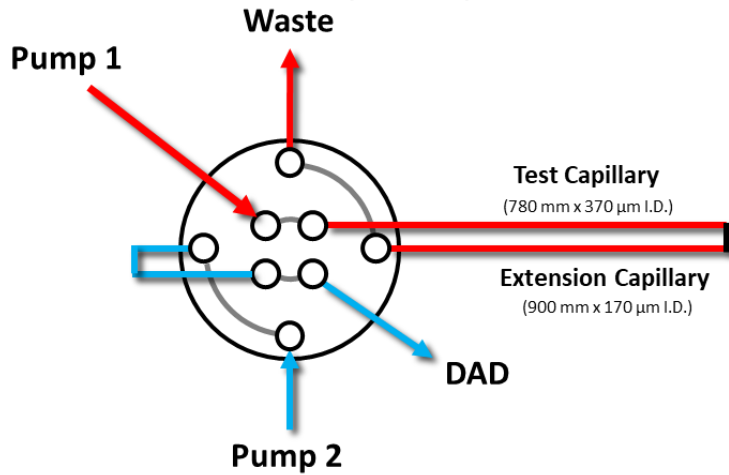 Waste
Pump 1
Test Capillary
(780 mm x 370 µm I.D.)
Extension Capillary
(900 mm x 170 µm I.D.)
DAD
Pump 2